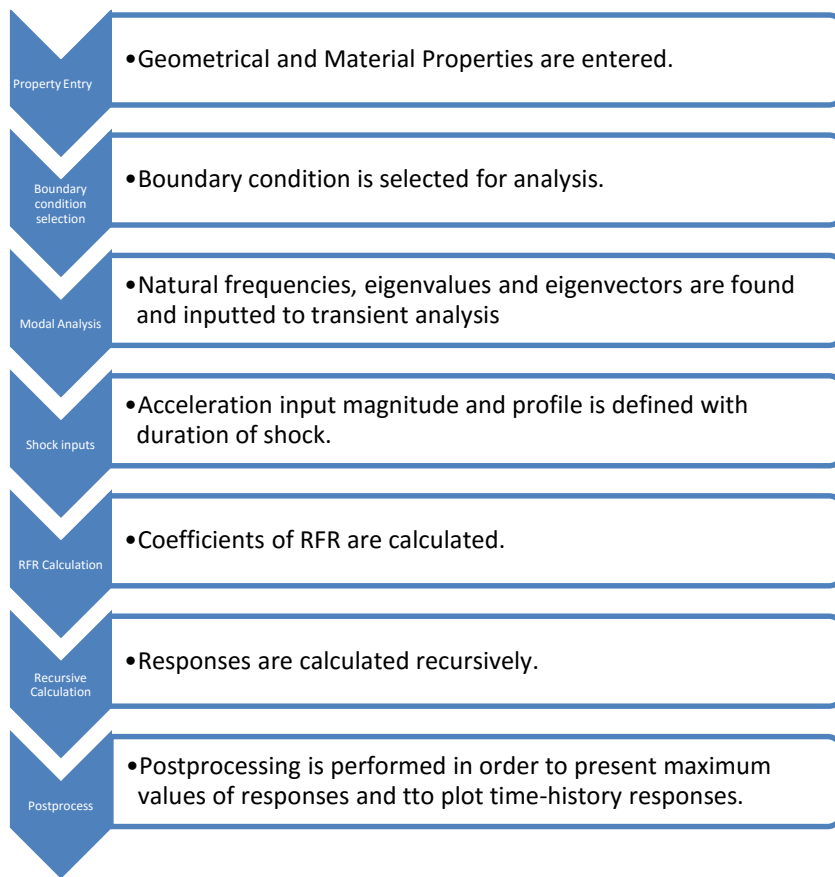 Property Entry
•Geometrical and Material Properties are entered.
Boundary
condition
selection
•Boundary condition is selected for analysis.
Modal Analysis
•Natural frequencies, eigenvalues and eigenvectors are found
and inputted to transient analysis
Shock inputs
•Acceleration input magnitude and profile is defined with
duration of shock.
RFR Calculation
•Coefficients of RFR are calculated.
Recursive
Calculation
•Responses are calculated recursively.
Postprocess
•Postprocessing is performed in order to present maximum
values of responses and tto plot time-history responses.